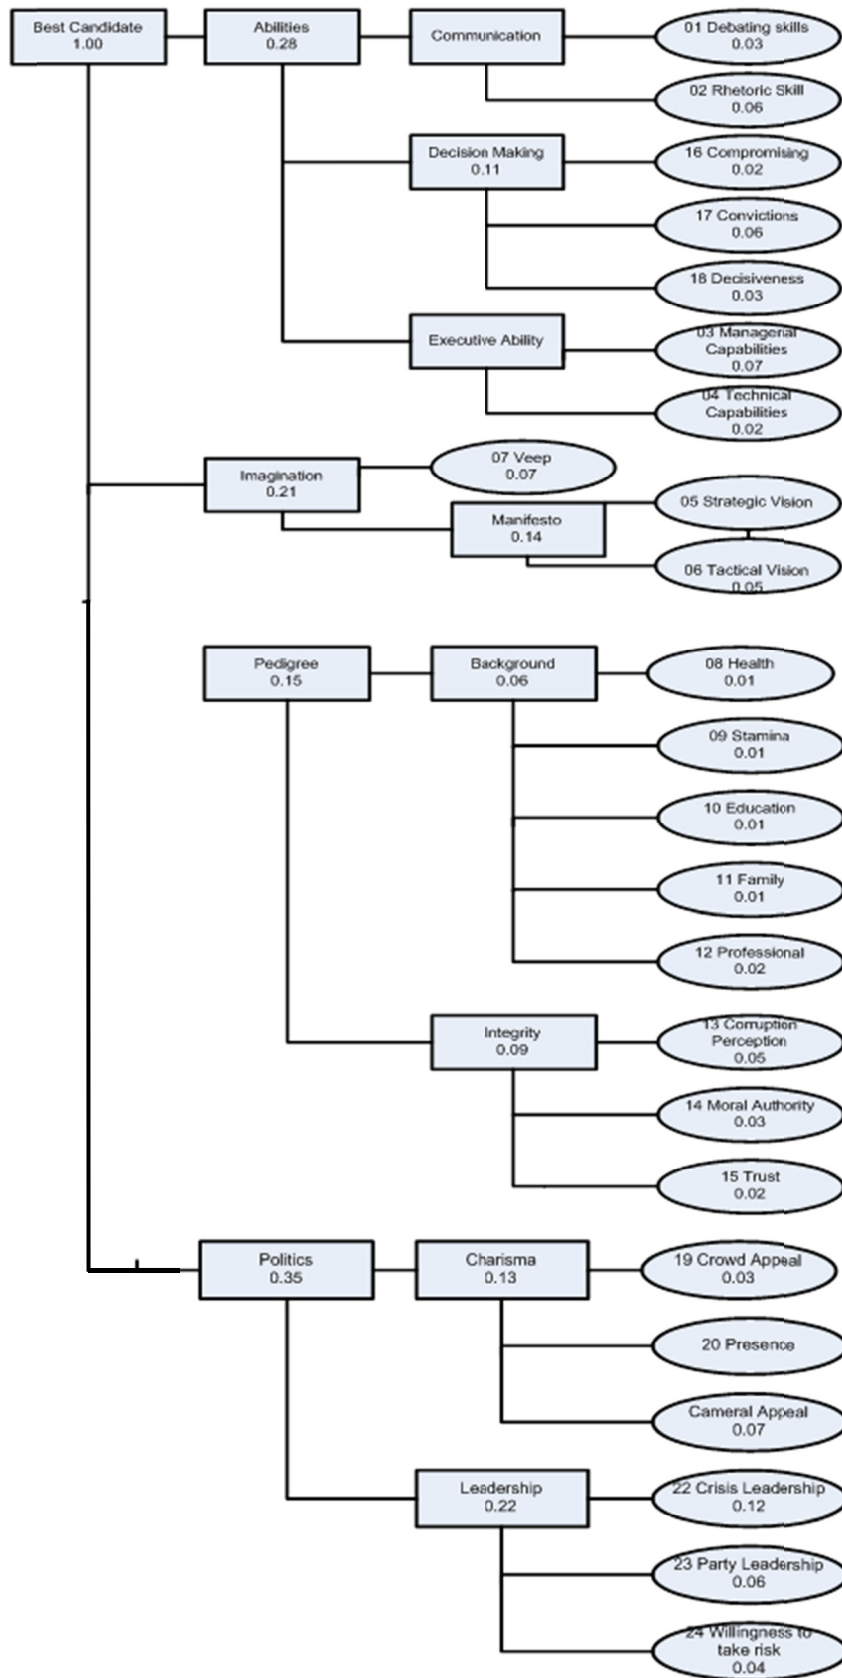 Best Candidate
1.00
Abilities
0.28
Communication
01 Debating skills
0.03
02 Rhetoric Skill
0.06
Decision Making
0.11
16 Compromising
0.02
17 Convictions
0.06
18 Decisiveness
0.03
Executive Ability
03 Managerial
Capabilities
0.07
04 Technical
Capabilities
0.02
Imagination
0.21
07 Veep
0.07
Manifesto
0.14
05 Strategic Vision
06 Tactical Vision
0.05
Pedigree
0.15
Background
0.06
08 Health
0.01
09 Stamina
0.01
10 Education
0.01
11 Family
0.01
12 Professional
0.02
Integrity
0.09
13 Corruption
Perception
0.05
14 Moral Authority
0.03
15 Trust
0.02
Politics
0.35
Charisma
0.13
19 Crowd Appeal
0.03
20 Presence
Cameral Appeal
0.07
Leadership
0.22
22 Crisis Leadership
0.12
23 Party Leadership
0.06
24 Willingness to
take risk
0.04